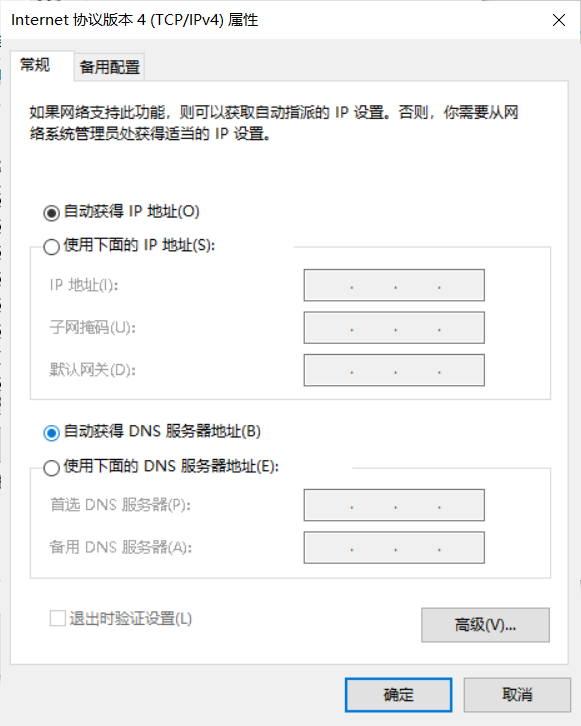 Internet 协议版本 4 (TCP/IPv4) 属性
常规
备用配置
如果网络支持此功能，则可以获取自动指派的 IP 设置。否则，你需要从网
络系统管理员处获得适当的 IP 设置。
自动获得 IP 地址(O)
使用下面的 IP 地址(S):
IP 地址(I):
子网掩码(U):
默认网关(D):
自动获得 DNS 服务器地址(B)
使用下面的 DNS 服务器地址(E):
首选 DNS 服务器(P):
备用 DNS 服务器(A):
退出时验证设置(L)
高级(V)...
确定
取消